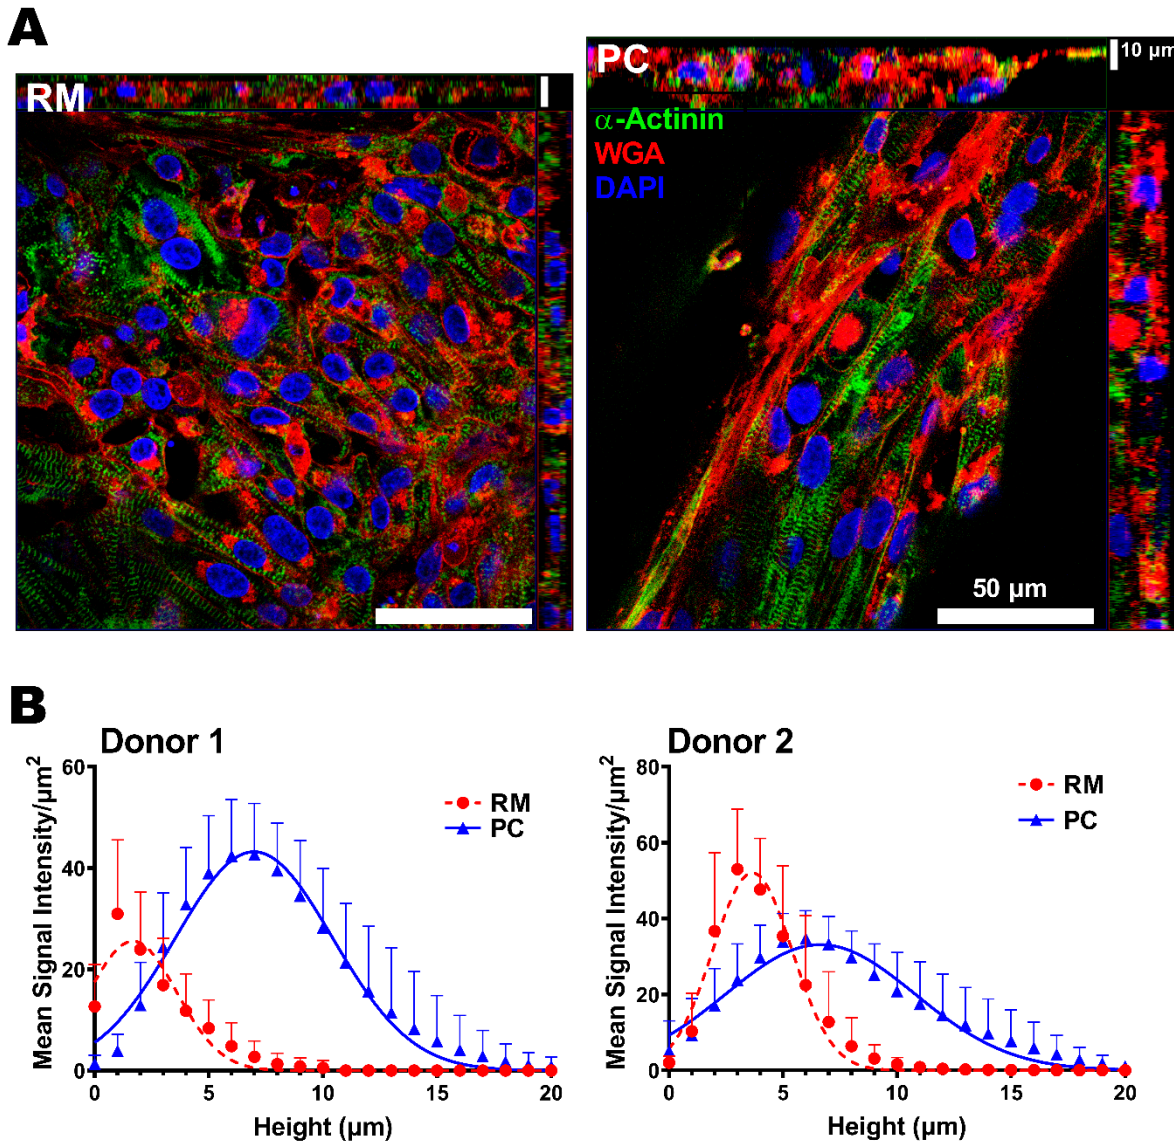 A
RM
PC
10 µm
α-Actinin
WGA
DAPI
50 µm
B
Donor 1
Mean Signal Intensity/µm²
60
40
20
0
0 5 10 15 20
Height (µm)
RM
PC
Donor 2
Mean Signal Intensity/µm²
80
60
40
20
0
0 5 10 15 20
Height (µm)
RM
PC